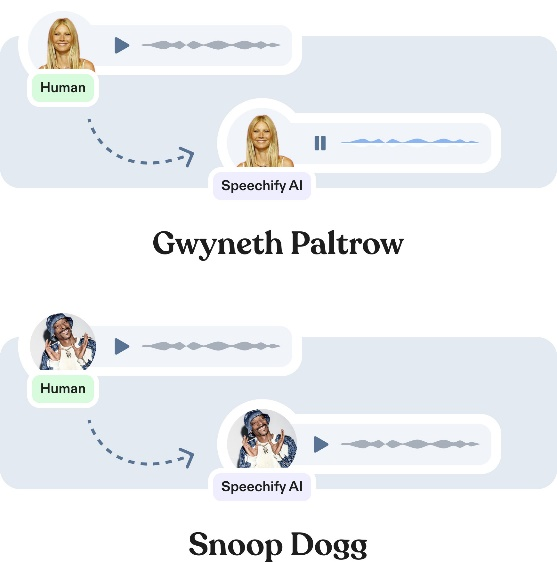 Human
Speechify AI
Gwyneth Paltrow
Human
Speechify AI
Snoop Dogg